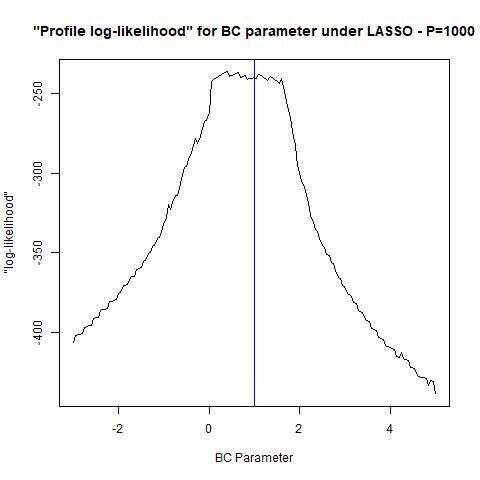 "Profile log-likelihood" for BC parameter under LASSO - P=1000
"log-likelihood"
-250
-300
-350
-400
-2
0
2
4
BC Parameter